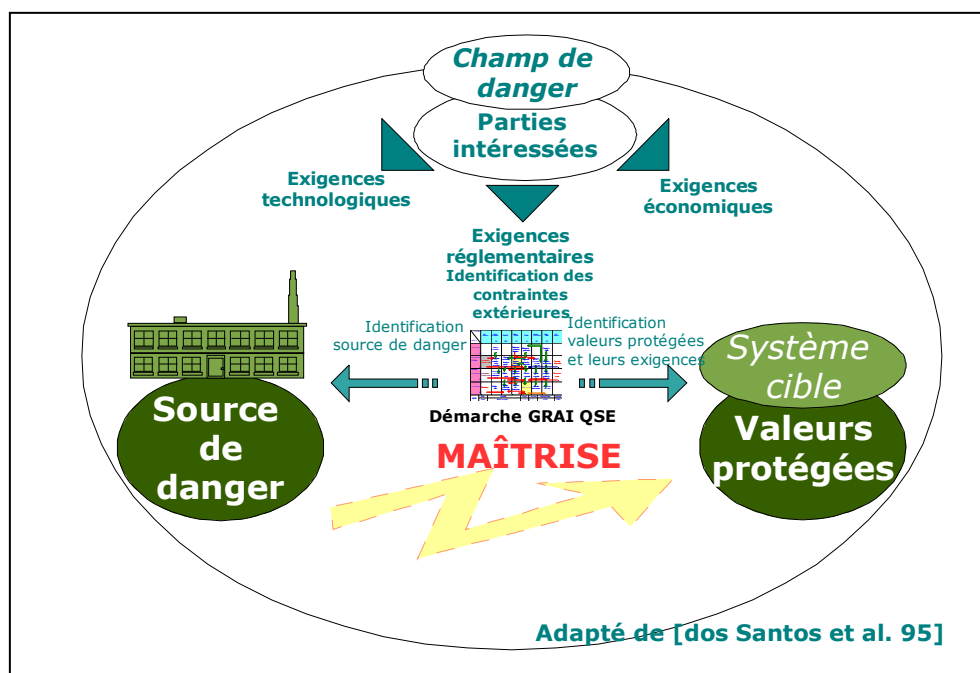 Champ de
danger
Parties
intéressées
Exigences
technologiques
Exigences
économiques
Exigences
réglementaires
Identification des
contraintes
extérieures
Identification
source de danger
Identification
valeurs protégées
et leurs exigences
Démarche GRAI QSE
MAÎTRISE
Source
de
danger
Système
cible
Valeurs
protégées
Adapté de [dos Santos et al. 95]